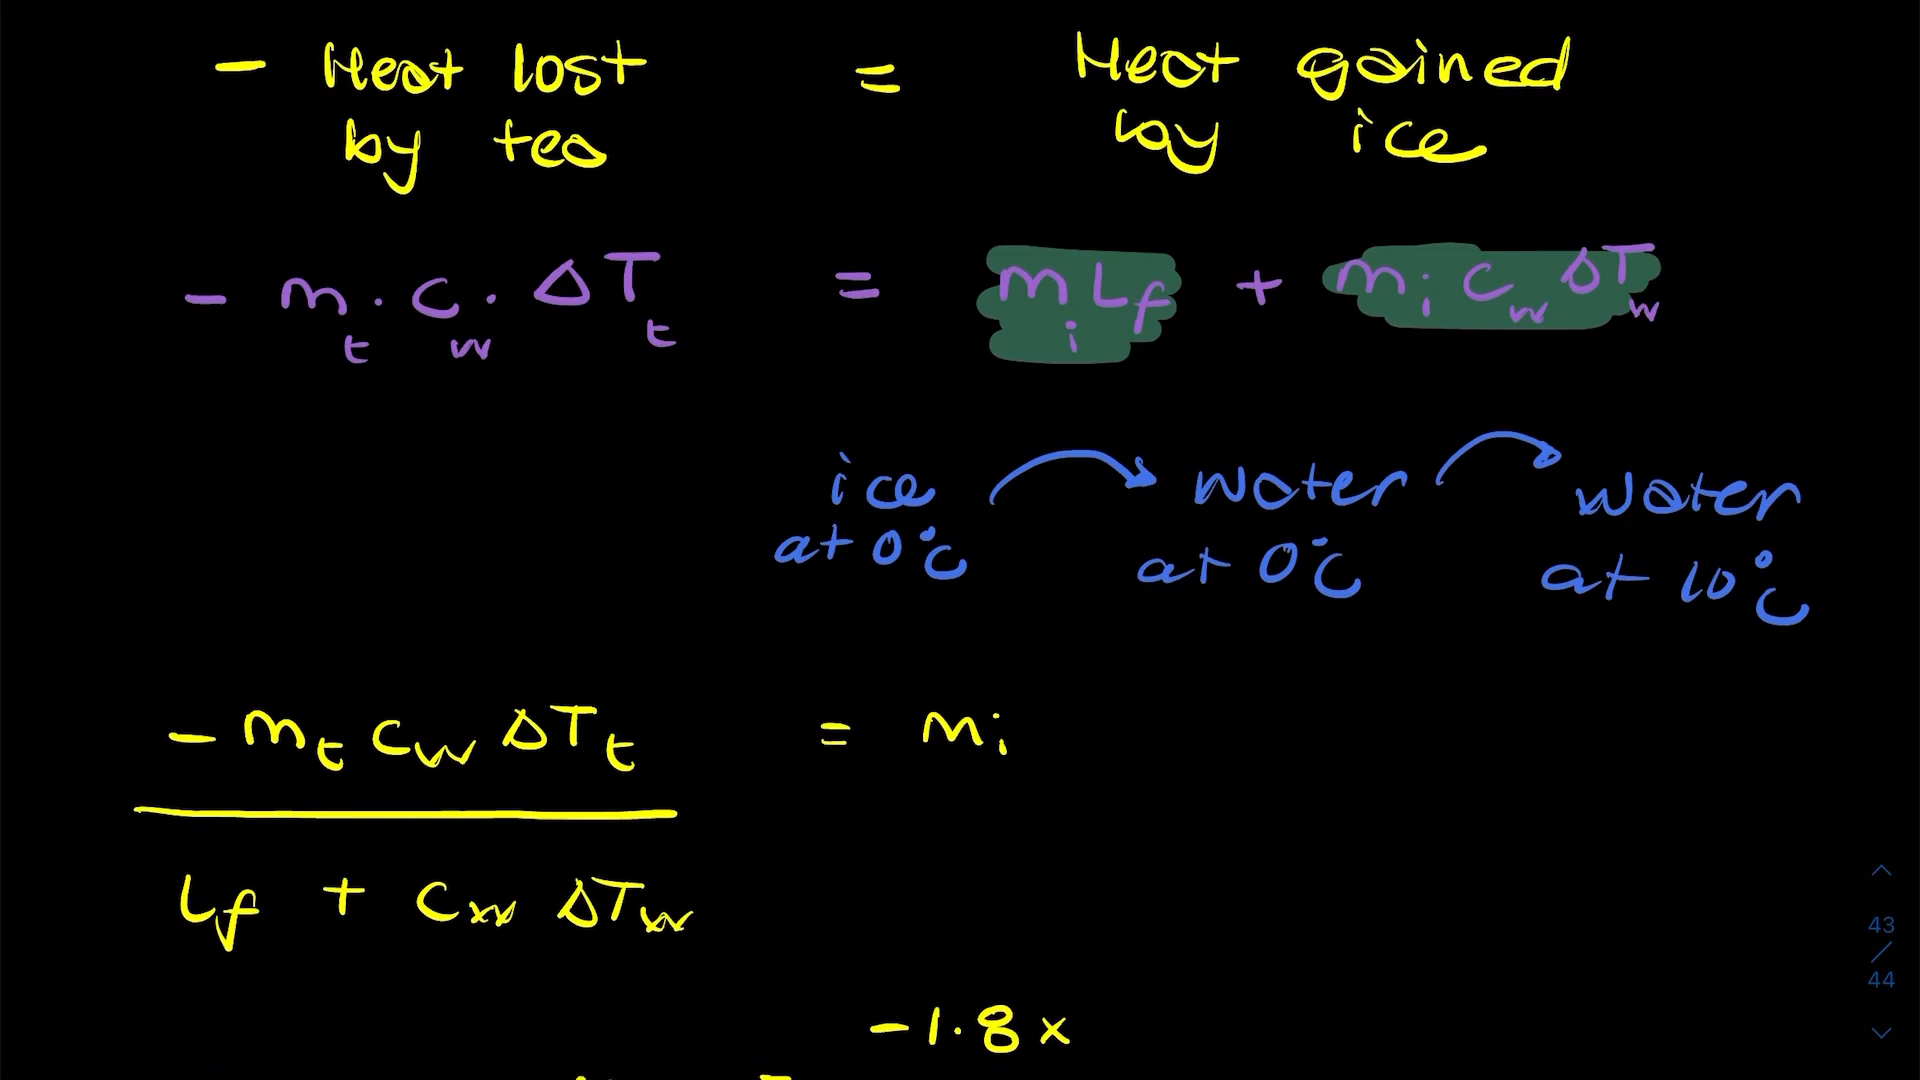 - Heat lost = Heat gained
by tea by ice
- m_t . c_w . ΔT_t = m_i L_f + m_i c_w ΔT_w
ice water water
at 0°C at 0°C at 10°C
- m_t c_w ΔT_t = m_i
L_f + c_w ΔT_w
-1.8 x
43
/
44